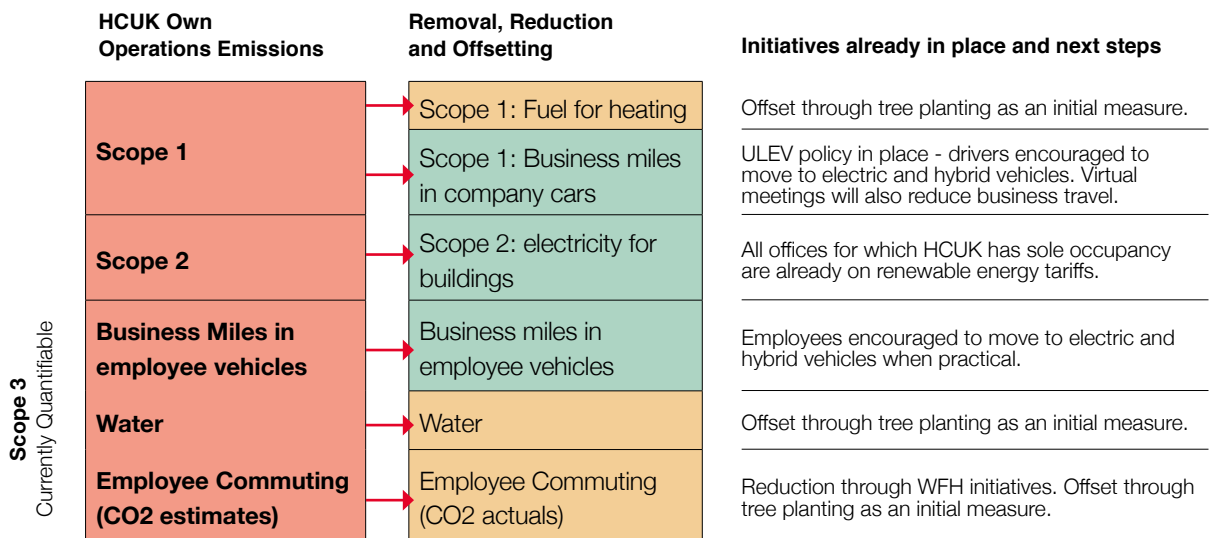 HCUK Own
Operations Emissions
Removal, Reduction
and Offsetting
Initiatives already in place and next steps
Scope 1
Scope 1: Fuel for heating
Offset through tree planting as an initial measure.
Scope 1: Business miles
in company cars
ULEV policy in place - drivers encouraged to
move to electric and hybrid vehicles. Virtual
meetings will also reduce business travel.
Scope 2
Scope 2: electricity for
buildings
All offices for which HCUK has sole occupancy
are already on renewable energy tariffs.
Scope 3
Currently Quantifiable
Business Miles in
employee vehicles
Business miles in
employee vehicles
Employees encouraged to move to electric and
hybrid vehicles when practical.
Water
Water
Offset through tree planting as an initial measure.
Employee Commuting
(CO2 estimates)
Employee Commuting
(CO2 actuals)
Reduction through WFH initiatives. Offset through
tree planting as an initial measure.